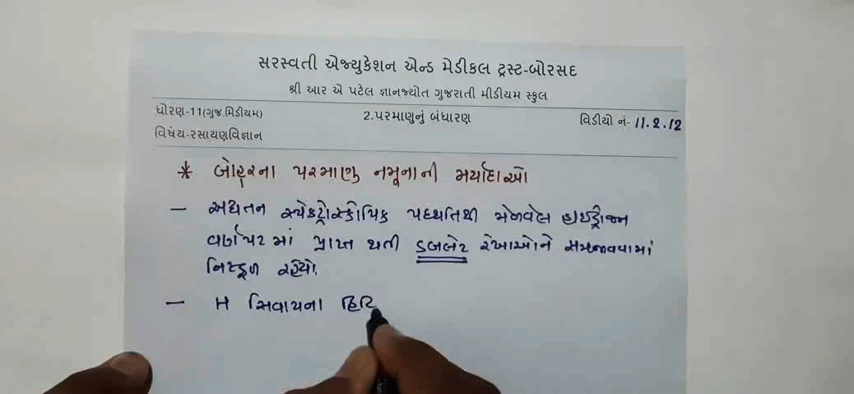 સરસ્વતી એજ્યુકેશન એન્ડ મેડીકલ ટ્રસ્ટ-બોરસદ
શ્રી આર એ પટેલ જ્ઞાનજ્યોત ગુજરાતી મીડીયમ સ્કુલ
ધોરણ-11(ગુજ.મિડીયમ) 2.પરમાણુનું બંધારણ વિડીયો નં- 11.2.12
વિષય-રસાયણવિજ્ઞાન
* બોહરના પરમાણુ નમૂનાની મર્યાદાઓ
- અદ્યતન સ્પેક્ટ્રોસ્કોપિક પદ્ધતિથી મેળવેલ હાઈડ્રોજન
વર્ણપટમાં પ્રાપ્ત થતી ડબલેટ રેખાઓને સમજાવવામાં
નિષ્ફળ રહ્યો.
- H સિવાયના હિલિ